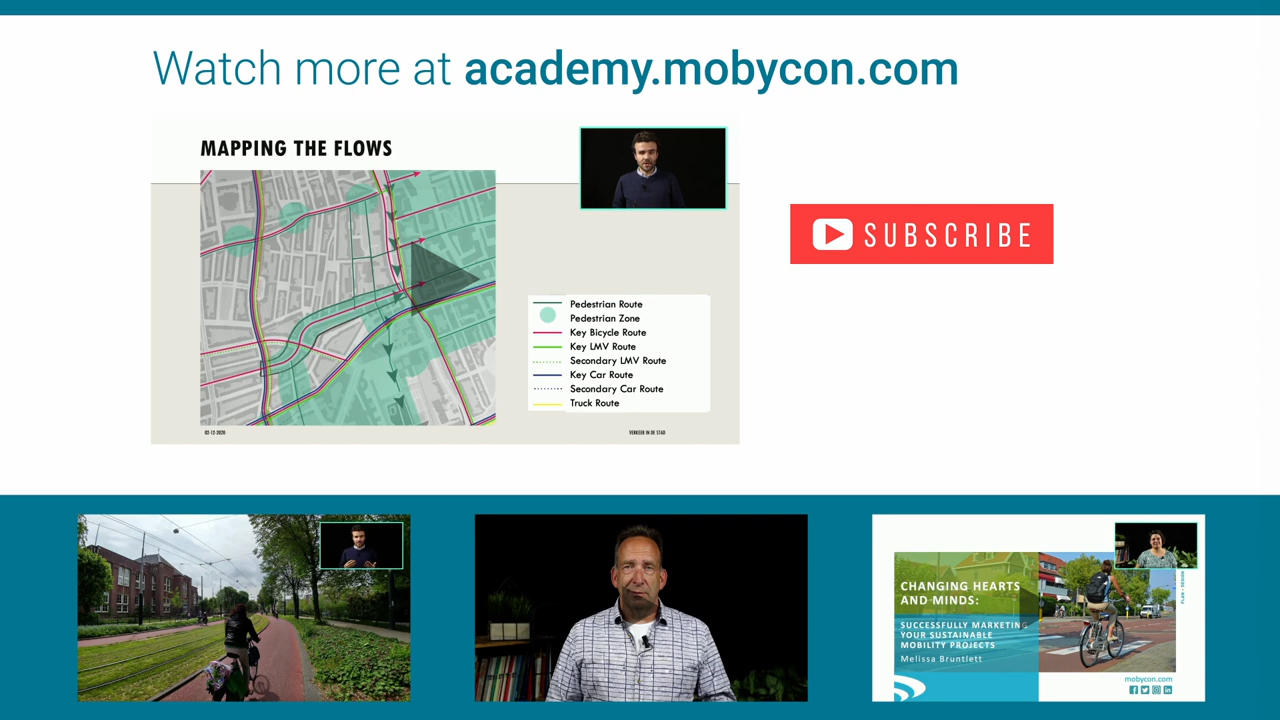 Watch more at academy.mobycon.com
MAPPING THE FLOWS
SUBSCRIBE
Pedestrian Route
Pedestrian Zone
Key Bicycle Route
Key LMV Route
Secondary LMV Route
Key Car Route
Secondary Car Route
Truck Route
02-12-2020
VERKEER IN DE STAD
CHANGING HEARTS
AND MINDS:
SUCCESSFULLY MARKETING
YOUR SUSTAINABLE
MOBILITY PROJECTS
Melissa Bruntlett
PLAN • DESIGN
mobycon.com